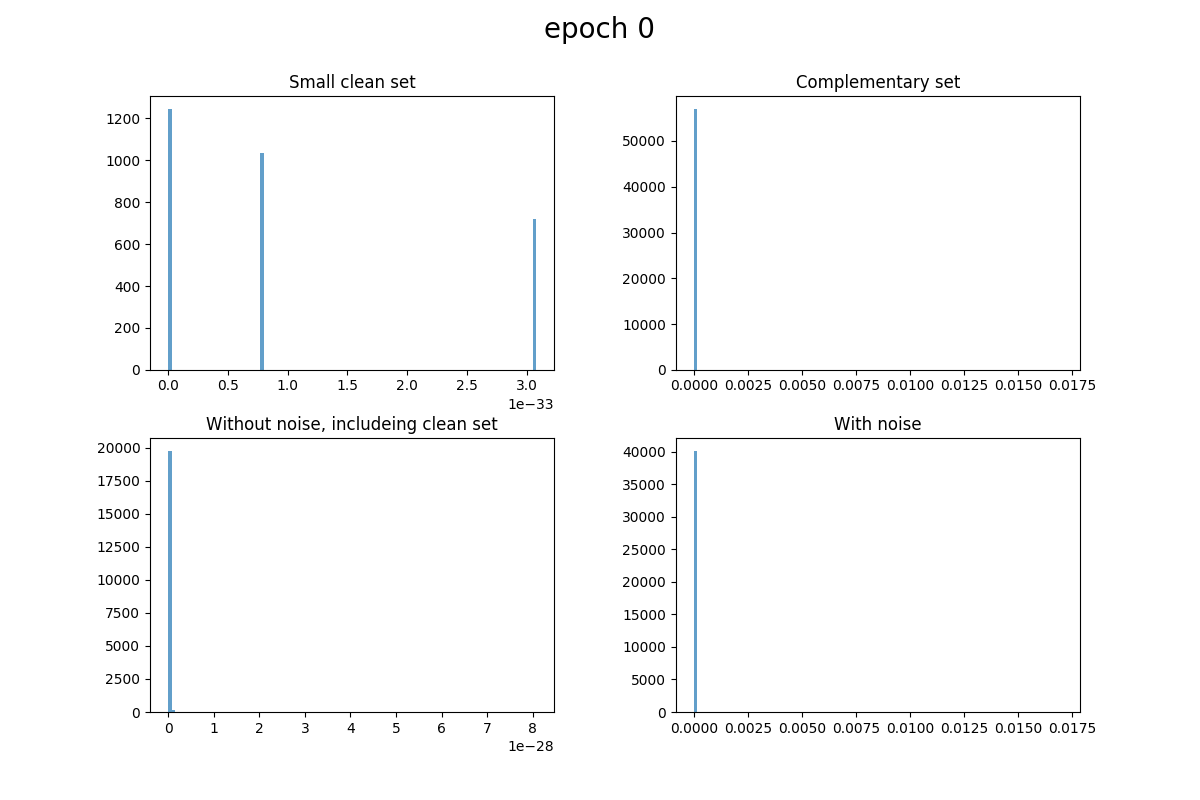 epoch 0
Small clean set
1200
1000
800
600
400
200
0
0.0 0.5 1.0 1.5 2.0 2.5 3.0
1e−33
Complementary set
50000
40000
30000
20000
10000
0
0.0000 0.0025 0.0050 0.0075 0.0100 0.0125 0.0150 0.0175
Without noise, includeing clean set
20000
17500
15000
12500
10000
7500
5000
2500
0
0 1 2 3 4 5 6 7 8
1e−28
With noise
40000
35000
30000
25000
20000
15000
10000
5000
0
0.0000 0.0025 0.0050 0.0075 0.0100 0.0125 0.0150 0.0175